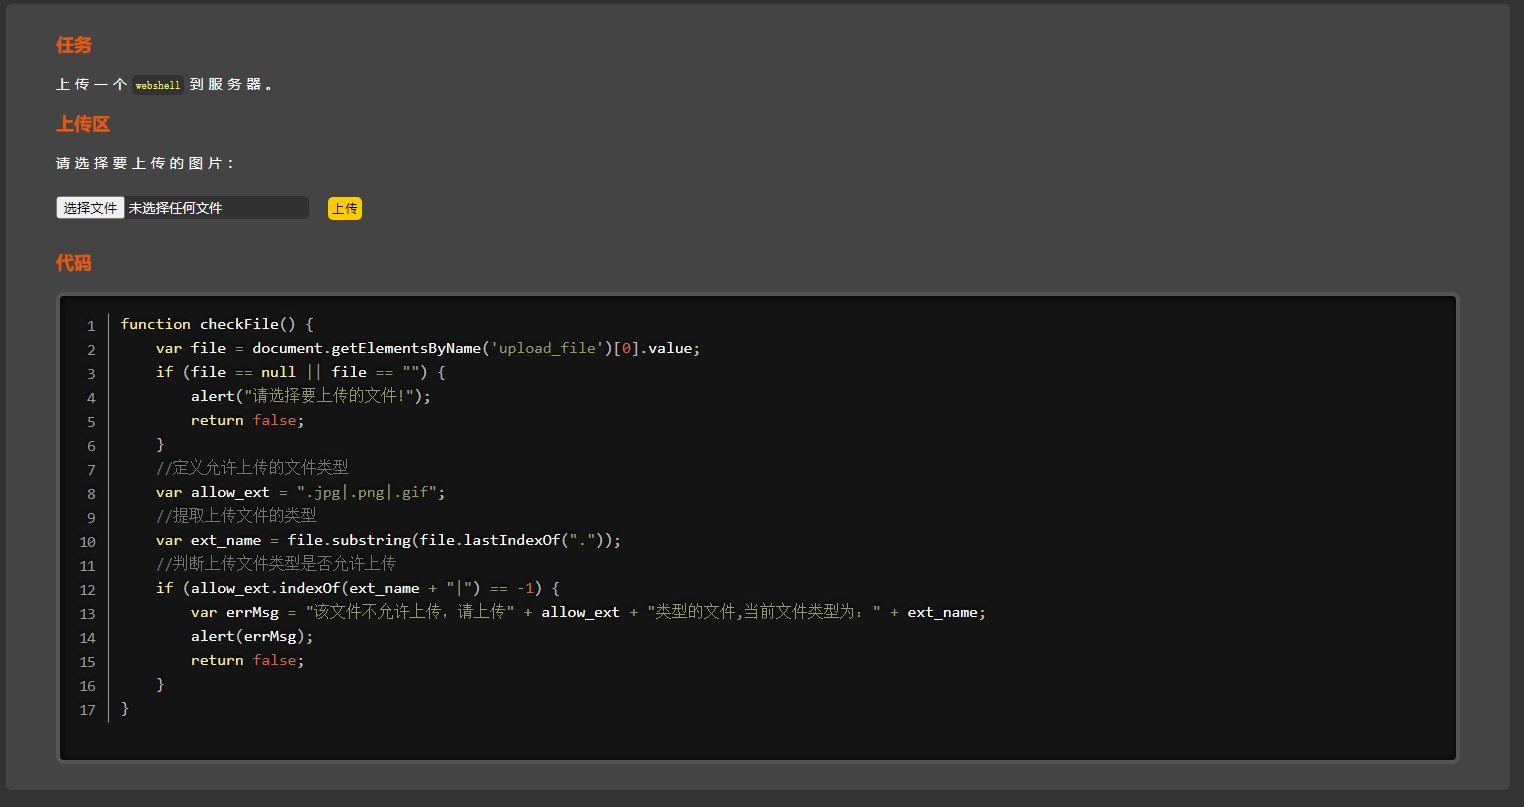 任务
上传一个 webshell 到服务器。
上传区
请选择要上传的图片：
选择文件 未选择任何文件 上传
代码
1 function checkFile() {
2     var file = document.getElementsByName('upload_file')[0].value;
3     if (file == null || file == "") {
4         alert("请选择要上传的文件!");
5         return false;
6     }
7     //定义允许上传的文件类型
8     var allow_ext = ".jpg|.png|.gif";
9     //提取上传文件的类型
10     var ext_name = file.substring(file.lastIndexOf("."));
11     //判断上传文件类型是否允许上传
12     if (allow_ext.indexOf(ext_name + "|") == -1) {
13         var errMsg = "该文件不允许上传，请上传" + allow_ext + "类型的文件,当前文件类型为：" + ext_name;
14         alert(errMsg);
15         return false;
16     }
17 }